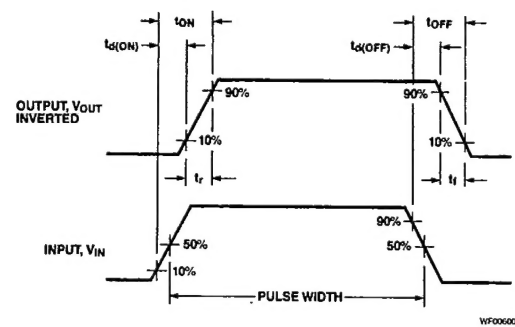 tON
tOFF
td(ON)
td(OFF)
OUTPUT, VOUT
INVERTED
90%
90%
10%
10%
tr
tf
INPUT, VIN
90%
50%
50%
10%
PULSE WIDTH
WF00600